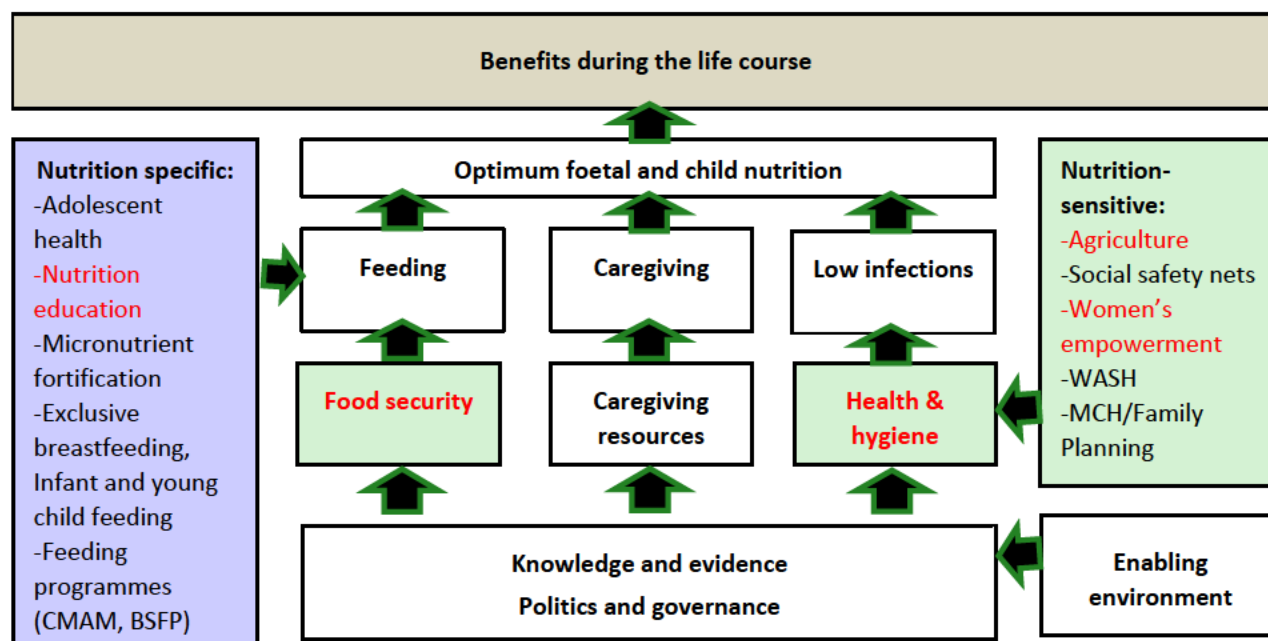 Benefits during the life course
Nutrition specific:
-Adolescent
health
-Nutrition
education
-Micronutrient
fortification
-Exclusive
breastfeeding,
Infant and young
child feeding
-Feeding
programmes
(CMAM, BSFP)
Optimum foetal and child nutrition
Feeding
Caregiving
Low infections
Food security
Caregiving
resources
Health &
hygiene
Knowledge and evidence
Politics and governance
Nutrition-
sensitive:
-Agriculture
-Social safety nets
-Women’s
empowerment
-WASH
-MCH/Family
Planning
Enabling
environment